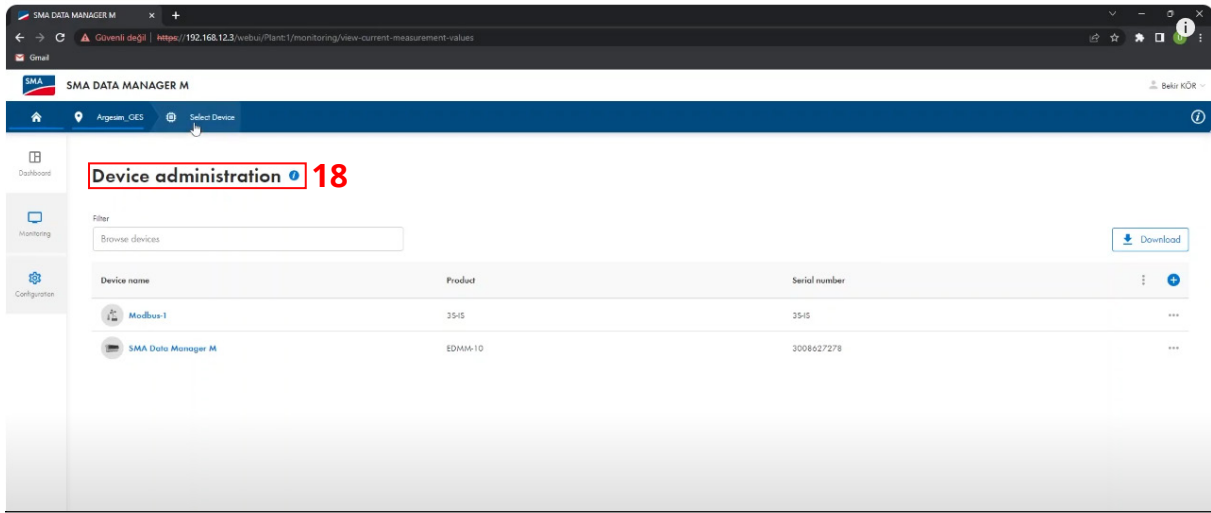 SMA DATA MANAGER M
Güvenli değil https://192.168.12.3/webui/Plant:1/monitoring/view-current-measurement-values
Gmail
SMA SMA DATA MANAGER M Bekir KÖR
Argesim_GES Select Device
Dashboard
Device administration 18
Monitoring
Filter
Browse devices Download
Configuration
Device name Product Serial number
Modbus-1 35-IS 35-IS
SMA Data Manager M EDMM-10 3008627278